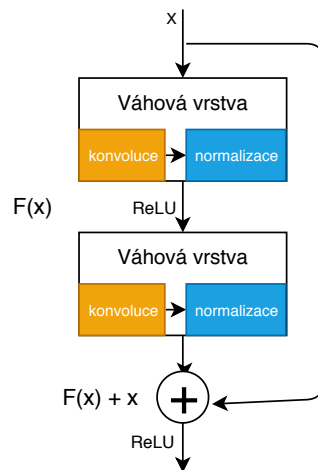 x
Váhová vrstva
konvoluce normalizace
F(x)
ReLU
Váhová vrstva
konvoluce normalizace
F(x) + x
+
ReLU